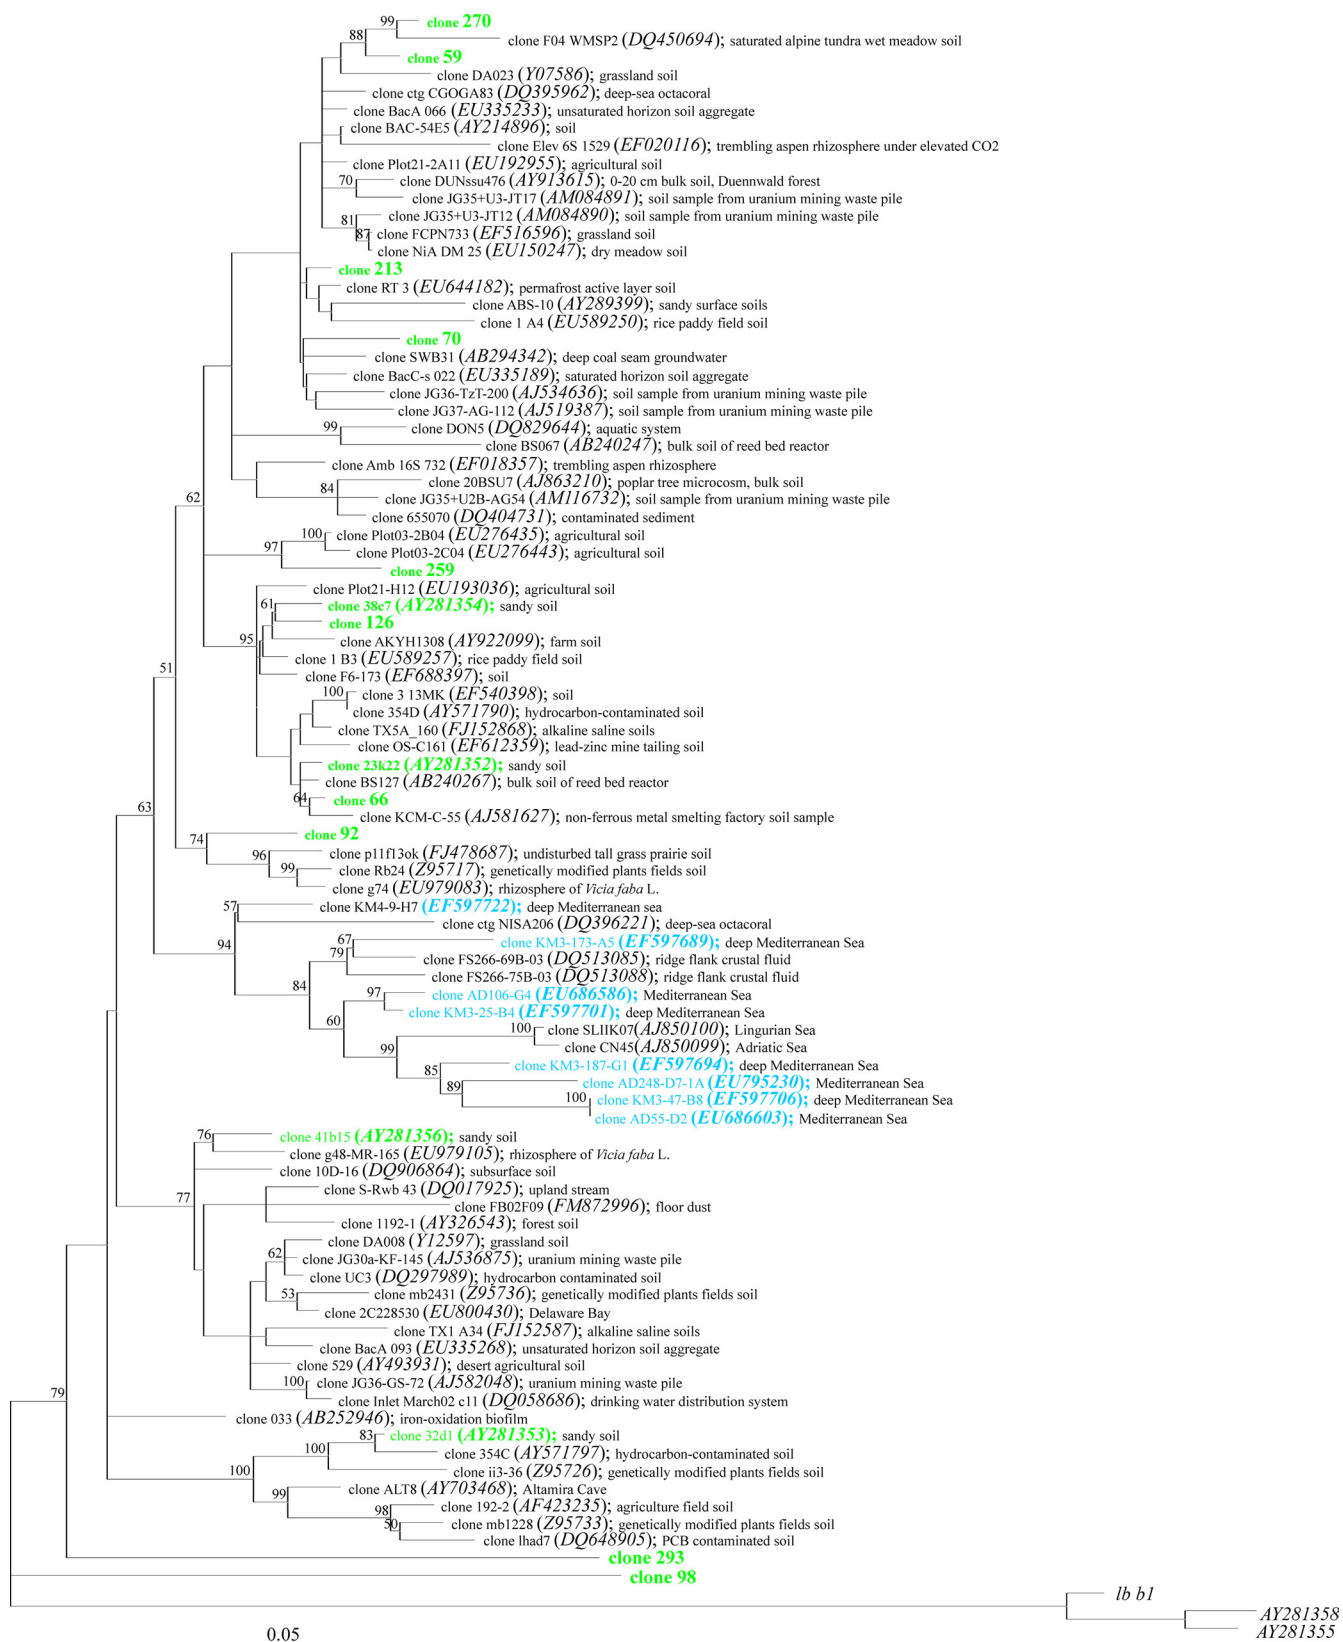 99
clone 270
clone F04 WMSP2 (DQ450694); saturated alpine tundra wet meadow soil
88
clone 59
clone DA023 (Y07586); grassland soil
clone ctg CGOGA83 (DQ395962); deep-sea octacoral
clone BacA 066 (EU335233); unsaturated horizon soil aggregate
clone BAC-54E5 (AY214896); soil
clone Elev 6S 1529 (EF020116); trembling aspen rhizosphere under elevated CO2
clone Plot21-2A11 (EU192955); agricultural soil
70
clone DUNssu476 (AY913615); 0-20 cm bulk soil, Duennwald forest
clone JG35+U3-JT17 (AM084891); soil sample from uranium mining waste pile
clone JG35+U3-JT12 (AM084890); soil sample from uranium mining waste pile
81
87
clone FCPN733 (EF516596); grassland soil
clone NiA DM 25 (EU150247); dry meadow soil
clone 213
clone RT 3 (EU644182); permafrost active layer soil
clone ABS-10 (AY289399); sandy surface soils
clone 1 A4 (EU589250); rice paddy field soil
clone 70
clone SWB31 (AB294342); deep coal seam groundwater
clone BacC-s 022 (EU335189); saturated horizon soil aggregate
clone JG36-TzT-200 (AJ534636); soil sample from uranium mining waste pile
clone JG37-AG-112 (AJ519387); soil sample from uranium mining waste pile
99
clone DON5 (DQ829644); aquatic system
clone BS067 (AB240247); bulk soil of reed bed reactor
clone Amb 16S 732 (EF018357); trembling aspen rhizosphere
clone 20BSU7 (AJ863210); poplar tree microcosm, bulk soil
84
clone JG35+U2B-AG54 (AM116732); soil sample from uranium mining waste pile
62
clone 655070 (DQ404731); contaminated sediment
100
clone Plot03-2B04 (EU276435); agricultural soil
97
clone Plot03-2C04 (EU276443); agricultural soil
clone 259
clone Plot21-H12 (EU193036); agricultural soil
61
clone 38c7 (AY281354); sandy soil
clone 126
95
clone AKYH1308 (AY922099); farm soil
clone 1 B3 (EU589257); rice paddy field soil
51
clone F6-173 (EF688397); soil
100
clone 3 13MK (EF540398); soil
clone 354D (AY571790); hydrocarbon-contaminated soil
clone TX5A_160 (FJ152868); alkaline saline soils
clone OS-C161 (EF612359); lead-zinc mine tailing soil
clone 23k22 (AY281352); sandy soil
clone BS127 (AB240267); bulk soil of reed bed reactor
64
clone 66
63
clone KCM-C-55 (AJ581627); non-ferrous metal smelting factory soil sample
74
clone 92
96
clone p11f13ok (FJ478687); undisturbed tall grass prairie soil
99
clone Rb24 (Z95717); genetically modified plants fields soil
clone g74 (EU979083); rhizosphere of Vicia faba L.
57
clone KM4-9-H7 (EF597722); deep Mediterranean sea
clone ctg NISA206 (DQ396221); deep-sea octacoral
94
67
clone KM3-173-A5 (EF597689); deep Mediterranean Sea
79
clone FS266-69B-03 (DQ513085); ridge flank crustal fluid
clone FS266-75B-03 (DQ513088); ridge flank crustal fluid
84
97
clone AD106-G4 (EU686586); Mediterranean Sea
clone KM3-25-B4 (EF597701); deep Mediterranean Sea
60
100
clone SLIIK07(AJ850100); Lingurian Sea
99
clone CN45(AJ850099); Adriatic Sea
clone KM3-187-G1 (EF597694); deep Mediterranean Sea
85
89
clone AD248-D7-1A (EU795230); Mediterranean Sea
100
clone KM3-47-B8 (EF597706); deep Mediterranean Sea
clone AD55-D2 (EU686603); Mediterranean Sea
76
clone 41b15 (AY281356); sandy soil
clone g48-MR-165 (EU979105); rhizosphere of Vicia faba L.
clone 10D-16 (DQ906864); subsurface soil
77
clone S-Rwb 43 (DQ017925); upland stream
clone FB02F09 (FM872996); floor dust
clone 1192-1 (AY326543); forest soil
clone DA008 (Y12597); grassland soil
62
clone JG30a-KF-145 (AJ536875); uranium mining waste pile
clone UC3 (DQ297989); hydrocarbon contaminated soil
53
clone mb2431 (Z95736); genetically modified plants fields soil
clone 2C228530 (EU800430); Delaware Bay
clone TX1 A34 (FJ152587); alkaline saline soils
clone BacA 093 (EU335268); unsaturated horizon soil aggregate
clone 529 (AY493931); desert agricultural soil
100
clone JG36-GS-72 (AJ582048); uranium mining waste pile
79
clone Inlet March02 c11 (DQ058686); drinking water distribution system
clone 033 (AB252946); iron-oxidation biofilm
83
clone 32d1 (AY281353); sandy soil
100
clone 354C (AY571797); hydrocarbon-contaminated soil
100
clone ii3-36 (Z95726); genetically modified plants fields soil
99
clone ALT8 (AY703468); Altamira Cave
98
clone 192-2 (AF423235); agriculture field soil
50
clone mb1228 (Z95733); genetically modified plants fields soil
clone lhad7 (DQ648905); PCB contaminated soil
clone 293
clone 98
lb b1
AY281358
AY281355
0.05